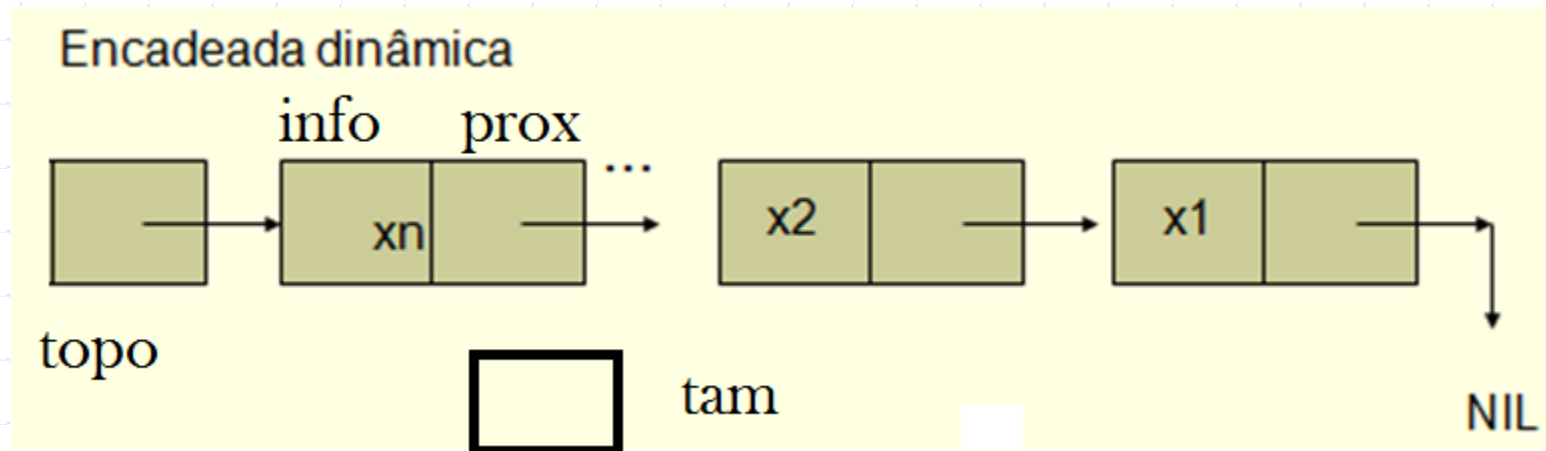 Encadeada dinâmica
info prox
...
xn x2 x1
topo
tam
NIL